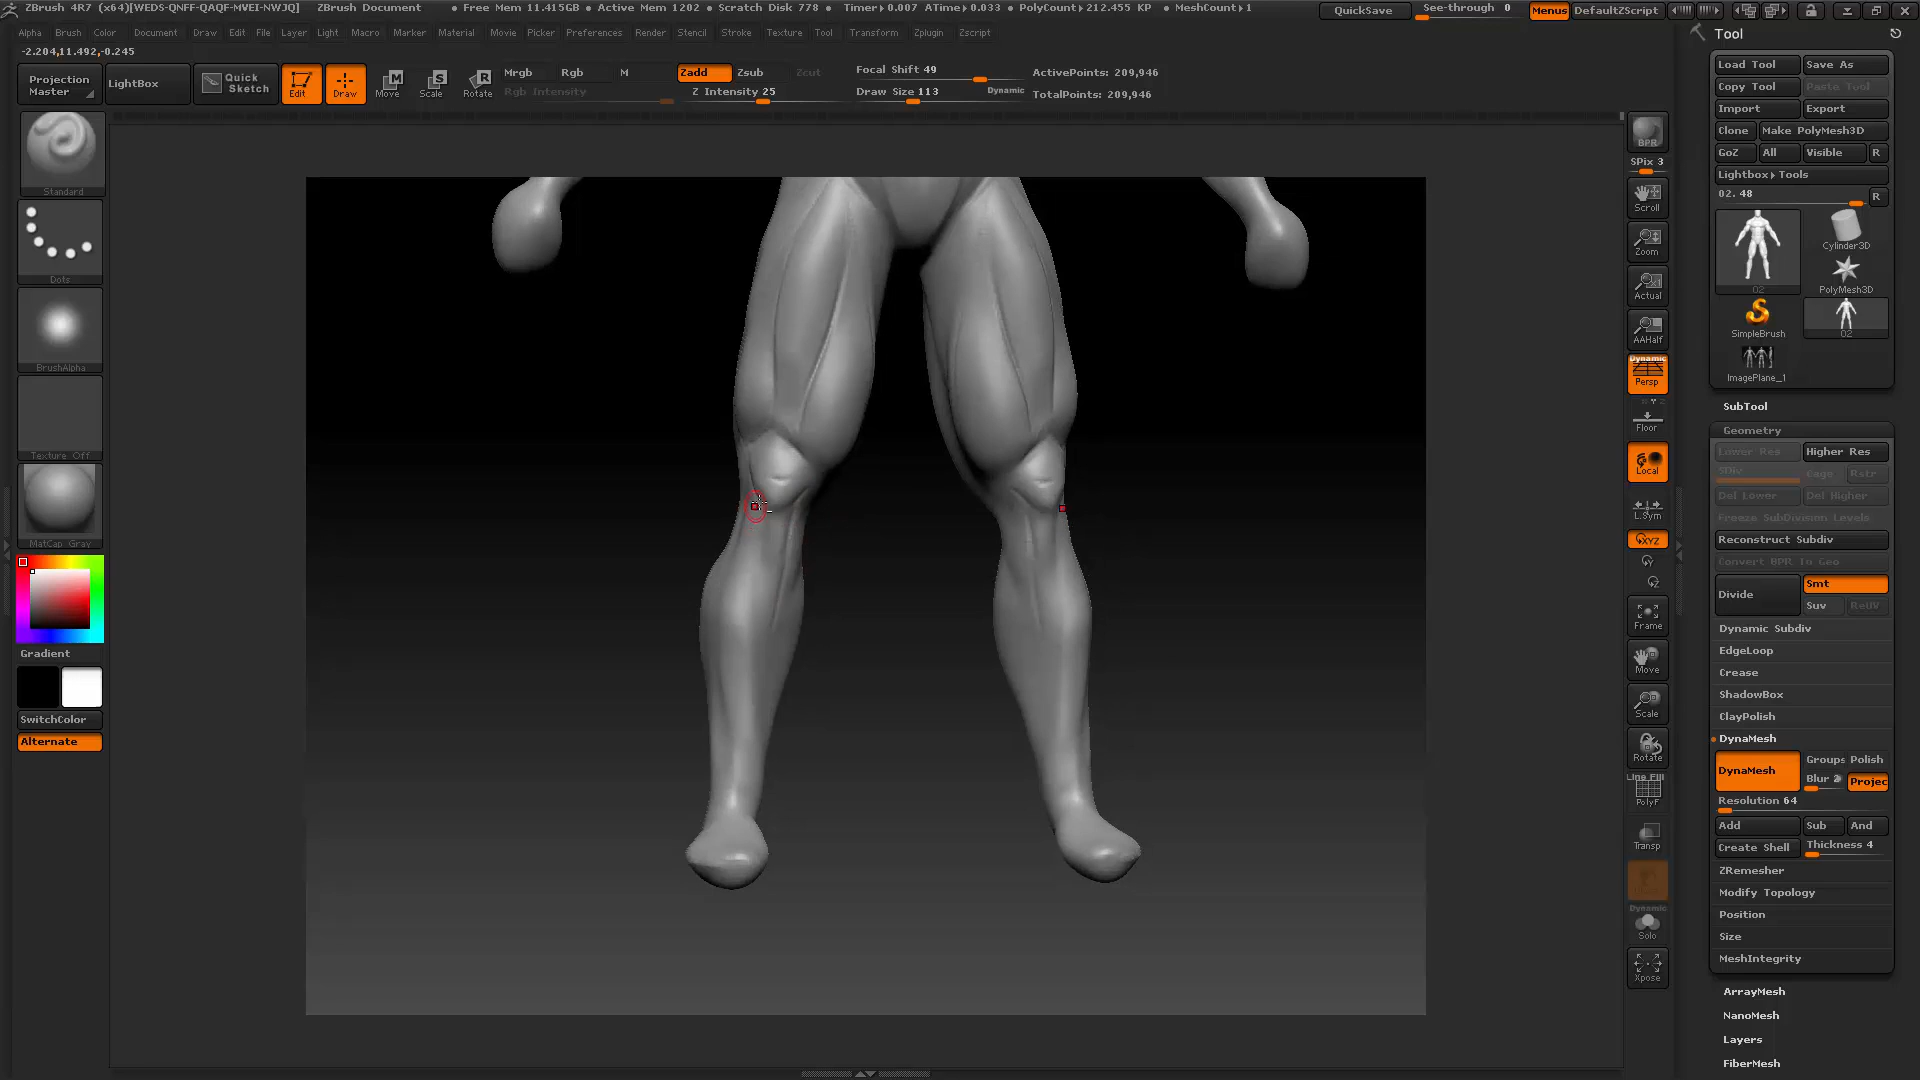 ZBrush 4R7 (x64)[WEDS-QNFF-QAQF-MVEI-NWJQ] ZBrush Document • Free Mem 11.415GB • Active Mem 1202 • Scratch Disk 778 • Timer▸0.007 ATime▸0.033 • PolyCount▸212.455 KP • MeshCount▸1 QuickSave See-through 0 Menus DefaultZScript
Alpha Brush Color Document Draw Edit File Layer Light Macro Marker Material Movie Picker Preferences Render Stencil Stroke Texture Tool Transform Zplugin Zscript
-2.204,11.492,-0.245
Projection Master
LightBox
Quick Sketch
Edit
Draw
Move
Scale
Rotate
Mrgb Rgb M
Rgb Intensity
Zadd Zsub Zcut
Z Intensity 25
Focal Shift 49
Draw Size 113 Dynamic
ActivePoints: 209,946
TotalPoints: 209,946
Standard
Dots
BrushAlpha
Texture Off
MatCap Gray
Gradient
SwitchColor
Alternate
BPR
SPix 3
Scroll
Zoom
Actual
AAHalf
Dynamic
Persp
Floor
Local
L.Sym
XYZ
Y
Z
Frame
Move
Scale
Rotate
Line Fill
PolyF
Transp
Dynamic
Solo
Xpose
Tool
Load Tool Save As
Copy Tool Paste Tool
Import Export
Clone Make PolyMesh3D
GoZ All Visible R
Lightbox▸Tools
02. 48 R
02
Cylinder3D
PolyMesh3D
SimpleBrush
02
ImagePlane_1
SubTool
Geometry
Lower Res Higher Res
SDiv Cage Rstr
Del Lower Del Higher
Freeze SubDivision Levels
Reconstruct Subdiv
Convert BPR To Geo
Divide Smt
Suv ReUV
Dynamic Subdiv
EdgeLoop
Crease
ShadowBox
ClayPolish
DynaMesh
DynaMesh Groups Polish
Blur 2 Projec
Resolution 64
Add Sub And
Create Shell Thickness 4
ZRemesher
Modify Topology
Position
Size
MeshIntegrity
ArrayMesh
NanoMesh
Layers
FiberMesh